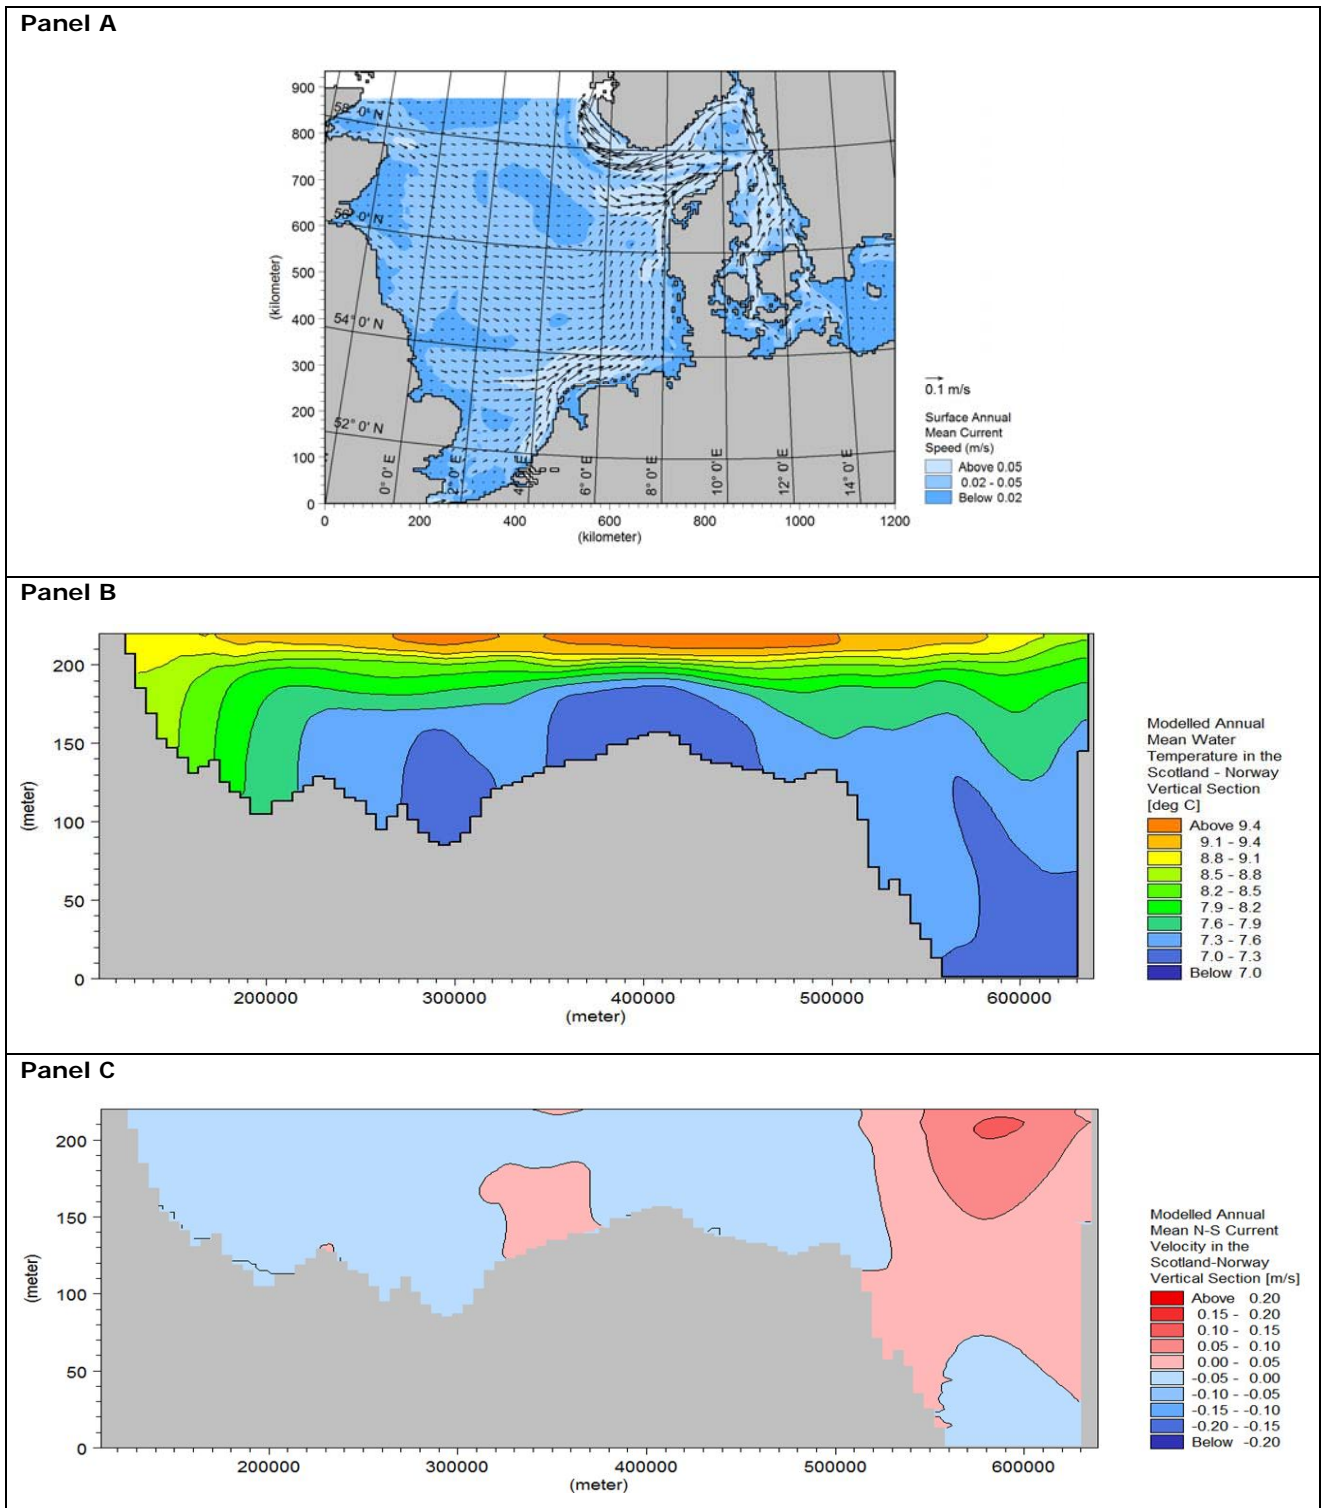 Panel A
900
800
700
600
500
400
300
200
100
0
(kilometer)
58° 0' N
56° 0' N
54° 0' N
52° 0' N
0° 0' E
6° 0' E
8° 0' E
10° 0' E
12° 0' E
14° 0' E
0 200 400 600 800 1000 1200
(kilometer)
0.1 m/s
Surface Annual
Mean Current
Speed (m/s)
Above 0.05
0.02 - 0.05
Below 0.02
Panel B
200
150
100
50
0
(meter)
200000 300000 400000 500000 600000
(meter)
Modelled Annual
Mean Water
Temperature in the
Scotland - Norway
Vertical Section
[deg C]
Above 9.4
9.1 - 9.4
8.8 - 9.1
8.5 - 8.8
8.2 - 8.5
7.9 - 8.2
7.6 - 7.9
7.3 - 7.6
7.0 - 7.3
Below 7.0
Panel C
200
150
100
50
0
(meter)
200000 300000 400000 500000 600000
(meter)
Modelled Annual
Mean N-S Current
Velocity in the
Scotland-Norway
Vertical Section [m/s]
Above 0.20
0.15 - 0.20
0.10 - 0.15
0.05 - 0.10
0.00 - 0.05
-0.05 - 0.00
-0.10 - -0.05
-0.15 - -0.10
-0.20 - -0.15
Below -0.20